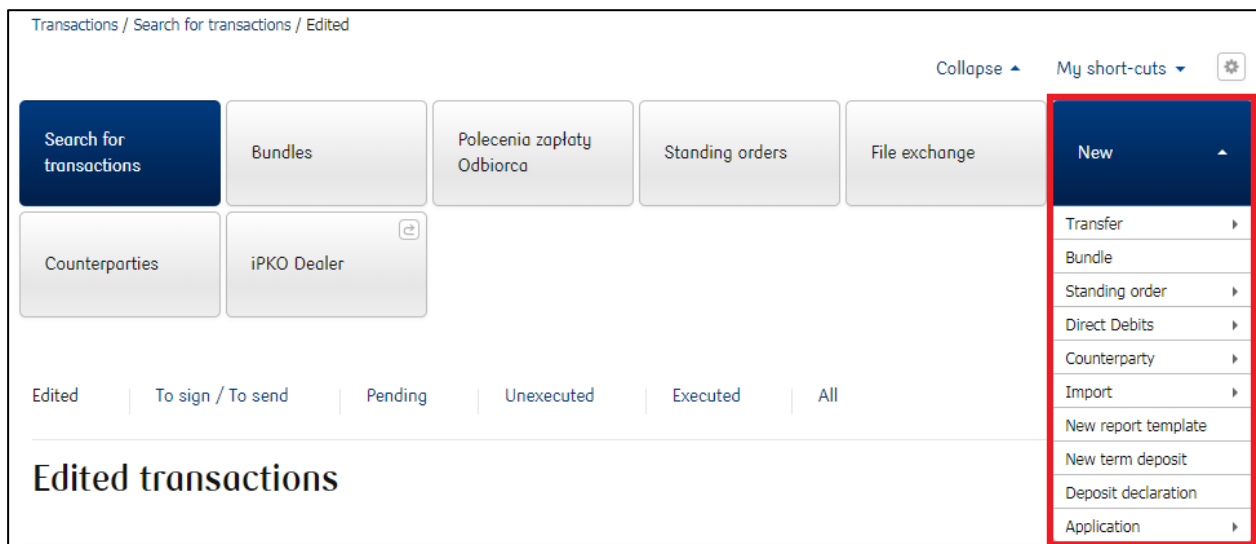 Transactions / Search for transactions / Edited
Collapse
My short-cuts
Search for
transactions
Bundles
Polecenia zapłaty
Odbiorca
Standing orders
File exchange
New
Counterparties
iPKO Dealer
Transfer
Bundle
Standing order
Direct Debits
Counterparty
Import
New report template
New term deposit
Deposit declaration
Application
Edited
To sign / To send
Pending
Unexecuted
Executed
All
Edited transactions